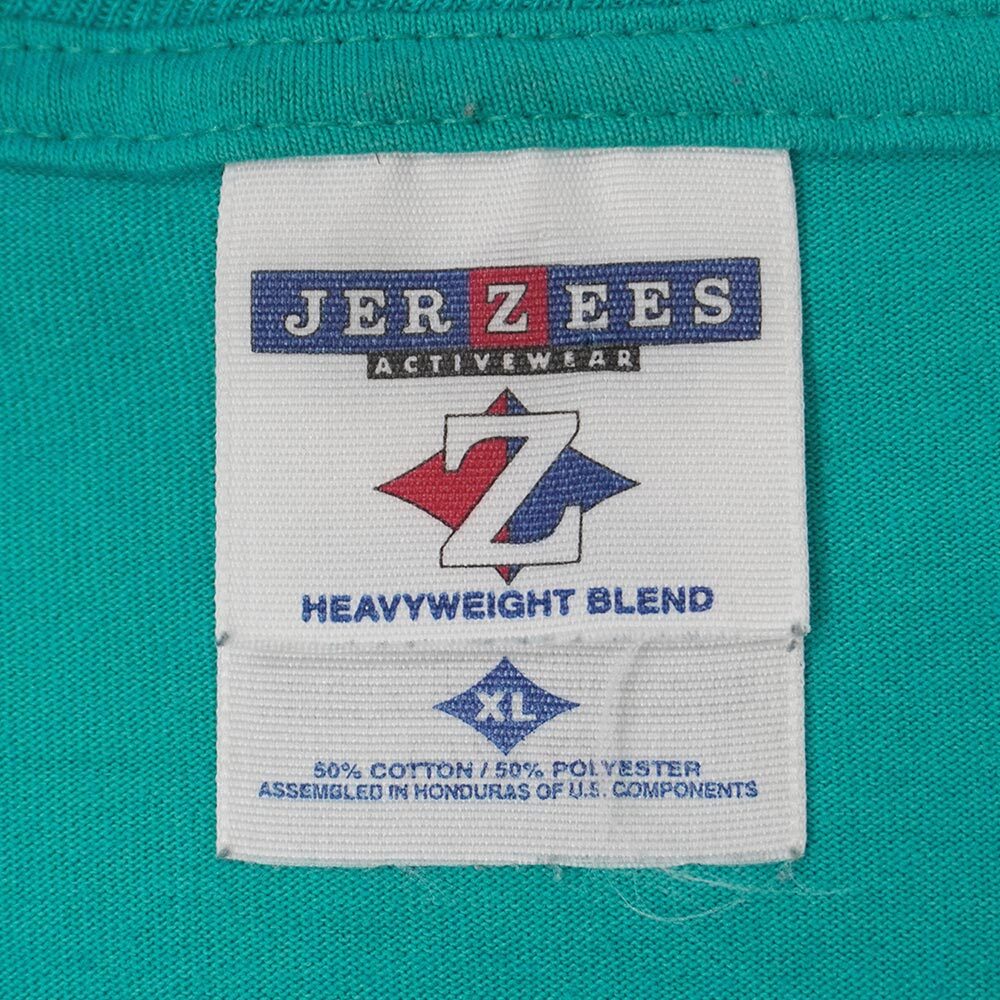 JERZEES
ACTIVEWEAR
Z
HEAVYWEIGHT BLEND
XL
50% COTTON / 50% POLYESTER
ASSEMBLED IN HONDURAS OF U.S. COMPONENTS